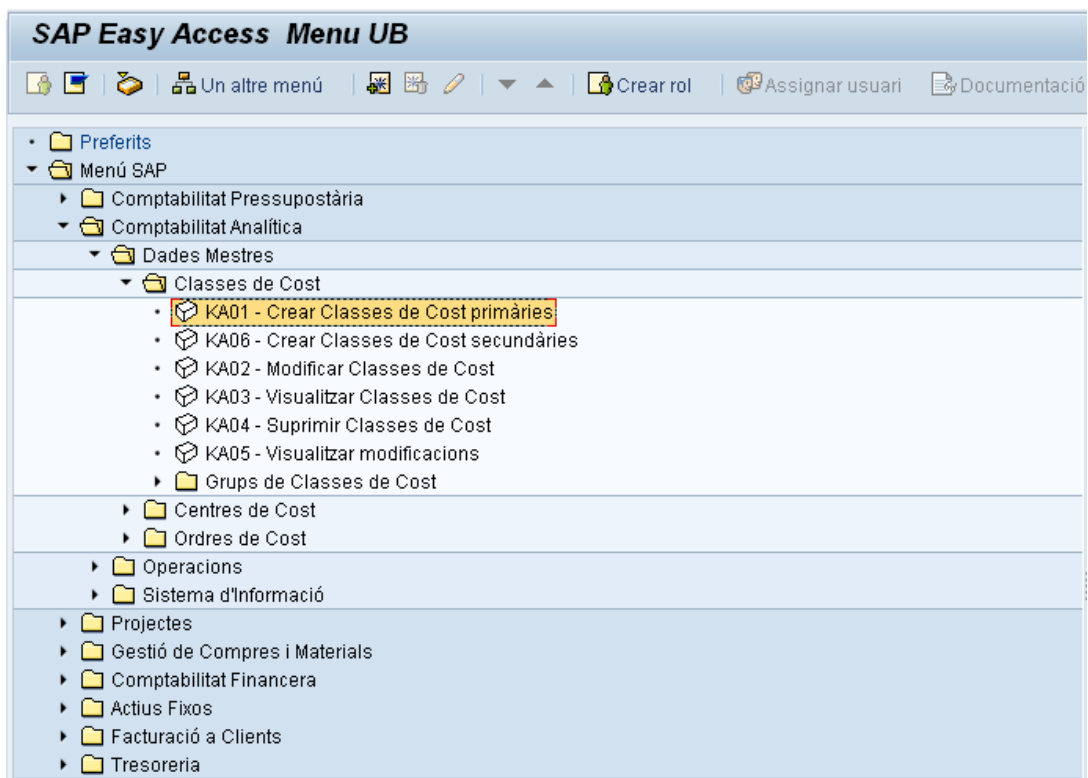 SAP Easy Access Menu UB
Un altre menú Crear rol Assignar usuari Documentació
Preferits
Menú SAP
Comptabilitat Pressupostària
Comptabilitat Analítica
Dades Mestres
Classes de Cost
KA01 - Crear Classes de Cost primàries
KA06 - Crear Classes de Cost secundàries
KA02 - Modificar Classes de Cost
KA03 - Visualitzar Classes de Cost
KA04 - Suprimir Classes de Cost
KA05 - Visualitzar modificacions
Grups de Classes de Cost
Centres de Cost
Ordres de Cost
Operacions
Sistema d'Informació
Projectes
Gestió de Compres i Materials
Comptabilitat Financera
Actius Fixos
Facturació a Clients
Tresoreria